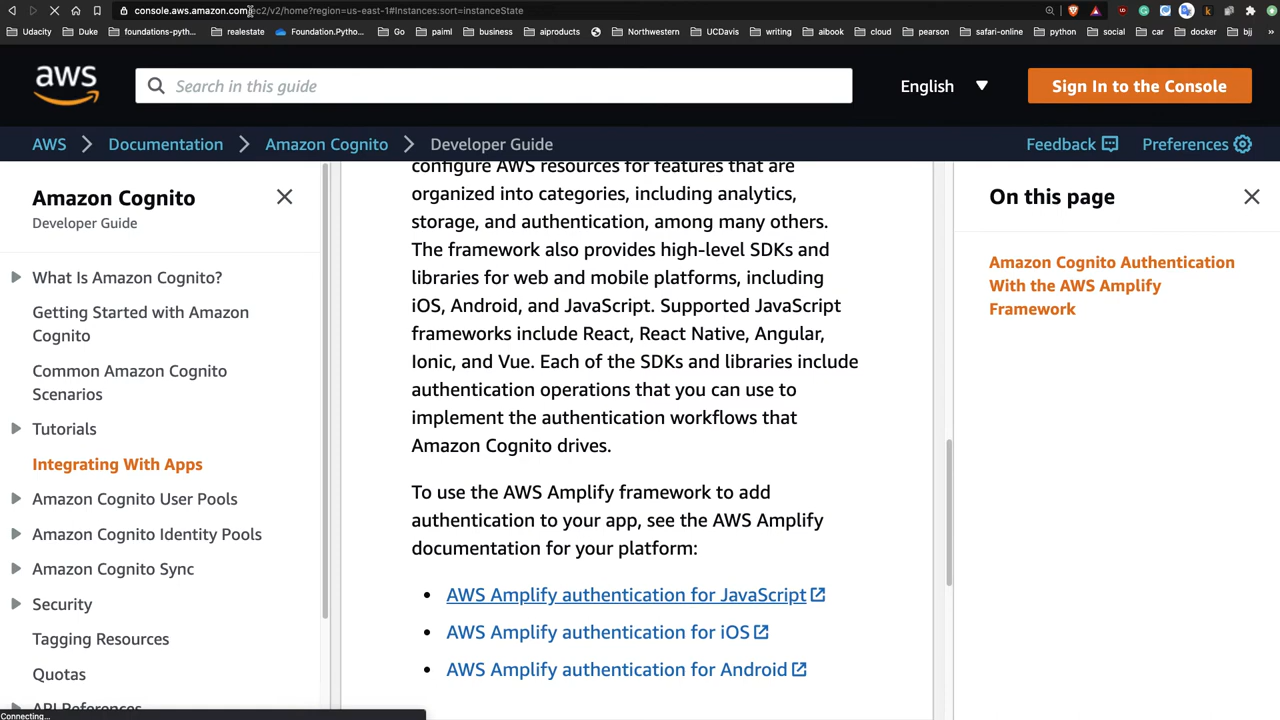 console.aws.amazon.com/ec2/v2/home?region=us-east-1#Instances:sort=instanceState
Udacity
Duke
foundations-pyth...
realestate
Foundation.Pytho...
Go
paiml
business
aiproducts
Northwestern
UCDavis
writing
aibook
cloud
pearson
safari-online
python
social
car
docker
bjj
»
aws
Search in this guide
English
Sign In to the Console
AWS
Documentation
Amazon Cognito
Developer Guide
Feedback
Preferences
Amazon Cognito
Developer Guide
What Is Amazon Cognito?
Getting Started with Amazon
Cognito
Common Amazon Cognito
Scenarios
Tutorials
Integrating With Apps
Amazon Cognito User Pools
Amazon Cognito Identity Pools
Amazon Cognito Sync
Security
Tagging Resources
Quotas
API References
configure AWS resources for features that are
organized into categories, including analytics,
storage, and authentication, among many others.
The framework also provides high-level SDKs and
libraries for web and mobile platforms, including
iOS, Android, and JavaScript. Supported JavaScript
frameworks include React, React Native, Angular,
Ionic, and Vue. Each of the SDKs and libraries include
authentication operations that you can use to
implement the authentication workflows that
Amazon Cognito drives.
To use the AWS Amplify framework to add
authentication to your app, see the AWS Amplify
documentation for your platform:
• AWS Amplify authentication for JavaScript
• AWS Amplify authentication for iOS
• AWS Amplify authentication for Android
On this page
Amazon Cognito Authentication
With the AWS Amplify
Framework
Connecting...